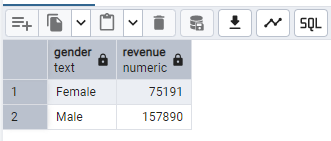 SQL
gender revenue
text numeric
1 Female 75191
2 Male 157890